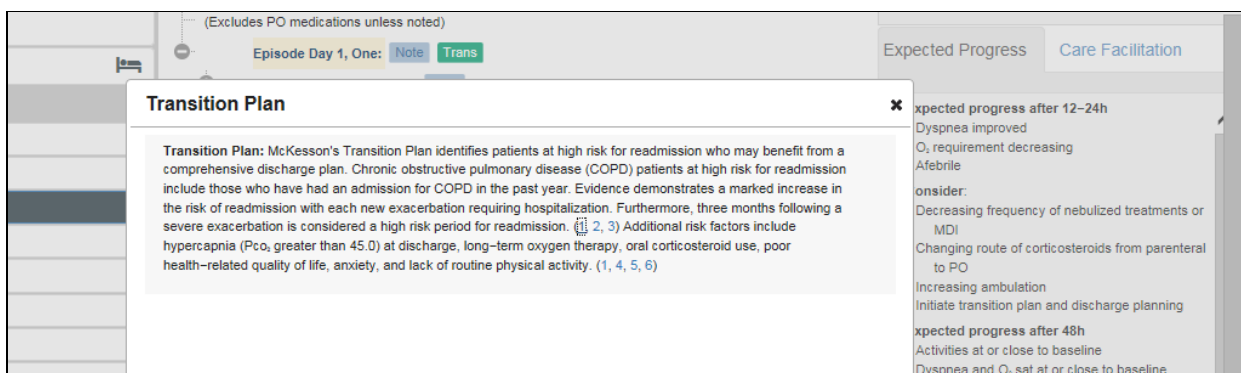 (Excludes PO medications unless noted)
Episode Day 1, One: Note Trans
Expected Progress Care Facilitation
Transition Plan
Transition Plan: McKesson's Transition Plan identifies patients at high risk for readmission who may benefit from a
comprehensive discharge plan. Chronic obstructive pulmonary disease (COPD) patients at high risk for readmission
include those who have had an admission for COPD in the past year. Evidence demonstrates a marked increase in
the risk of readmission with each new exacerbation requiring hospitalization. Furthermore, three months following a
severe exacerbation is considered a high risk period for readmission. (1, 2, 3) Additional risk factors include
hypercapnia (Pco₂ greater than 45.0) at discharge, long-term oxygen therapy, oral corticosteroid use, poor
health-related quality of life, anxiety, and lack of routine physical activity. (1, 4, 5, 6)
xpected progress after 12-24h
Dyspnea improved
O₂ requirement decreasing
Afebrile
onsider:
Decreasing frequency of nebulized treatments or
MDI
Changing route of corticosteroids from parenteral
to PO
Increasing ambulation
Initiate transition plan and discharge planning
xpected progress after 48h
Activities at or close to baseline
Dyspnea and O₂ sat at or close to baseline